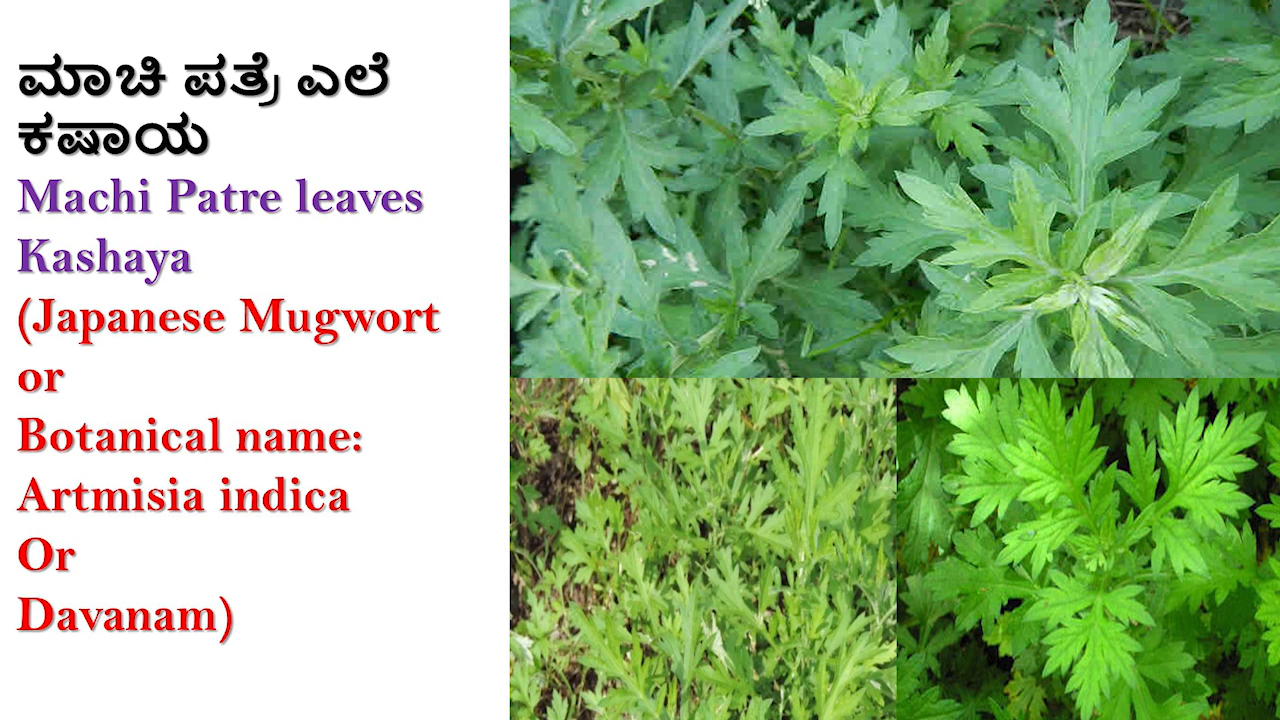 ಮಾಚಿ ಪತ್ರೆ ಎಲೆ
ಕಷಾಯ
Machi Patre leaves
Kashaya
(Japanese Mugwort
or
Botanical name:
Artmisia indica
Or
Davanam)